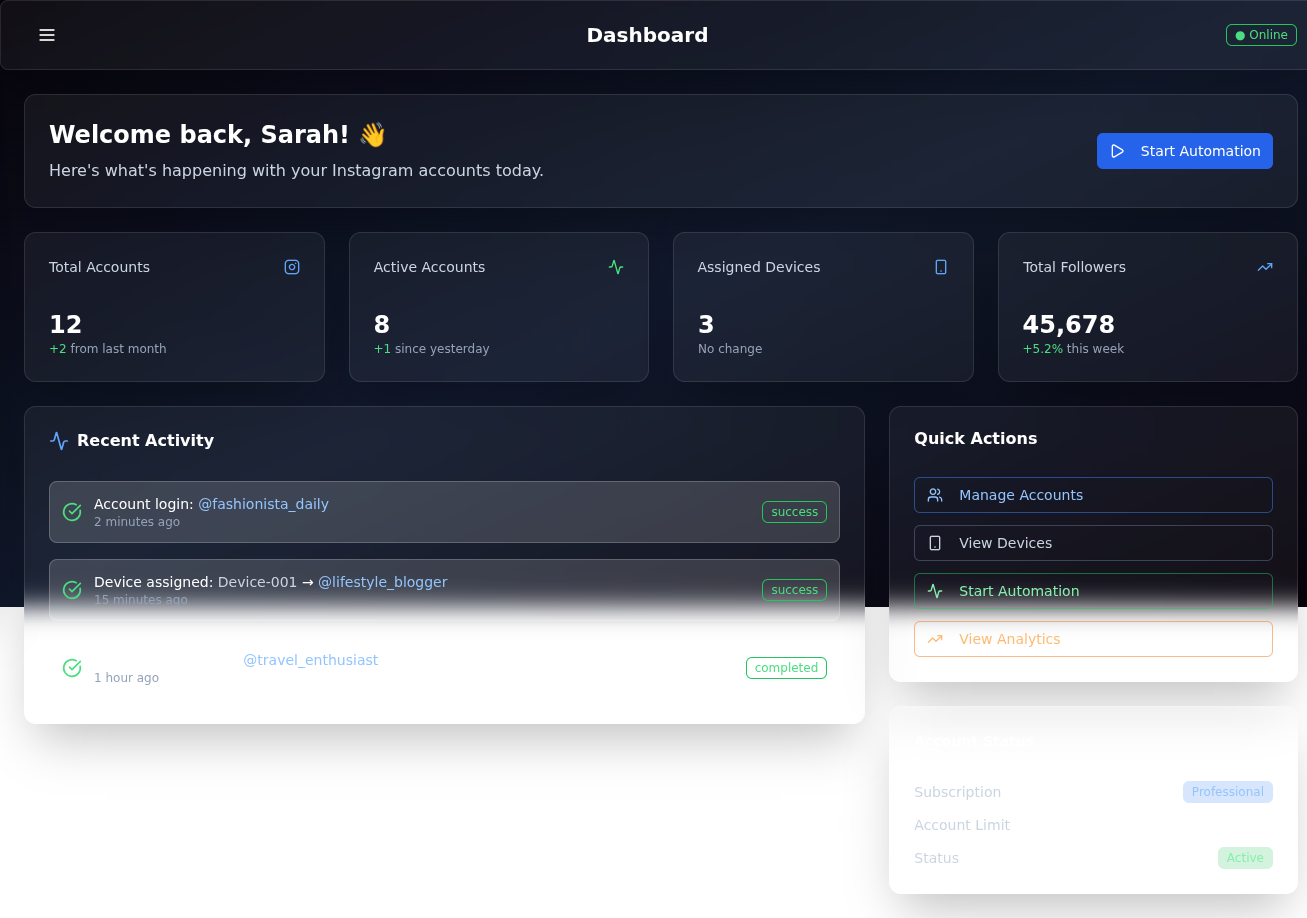 Dashboard
Online
Welcome back, Sarah! 👋
Here's what's happening with your Instagram accounts today.
Start Automation
Total Accounts
12
+2 from last month
Active Accounts
8
+1 since yesterday
Assigned Devices
3
No change
Total Followers
45,678
+5.2% this week
Recent Activity
Account login: @fashionista_daily
2 minutes ago
success
Device assigned: Device-001 → @lifestyle_blogger
15 minutes ago
success
@travel_enthusiast
1 hour ago
completed
Quick Actions
Manage Accounts
View Devices
Start Automation
View Analytics
Account Status
Subscription
Professional
Account Limit
Status
Active